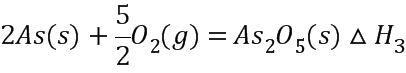 2As(s) + 5/2 O₂(g) = As₂O₅(s) △ H₃